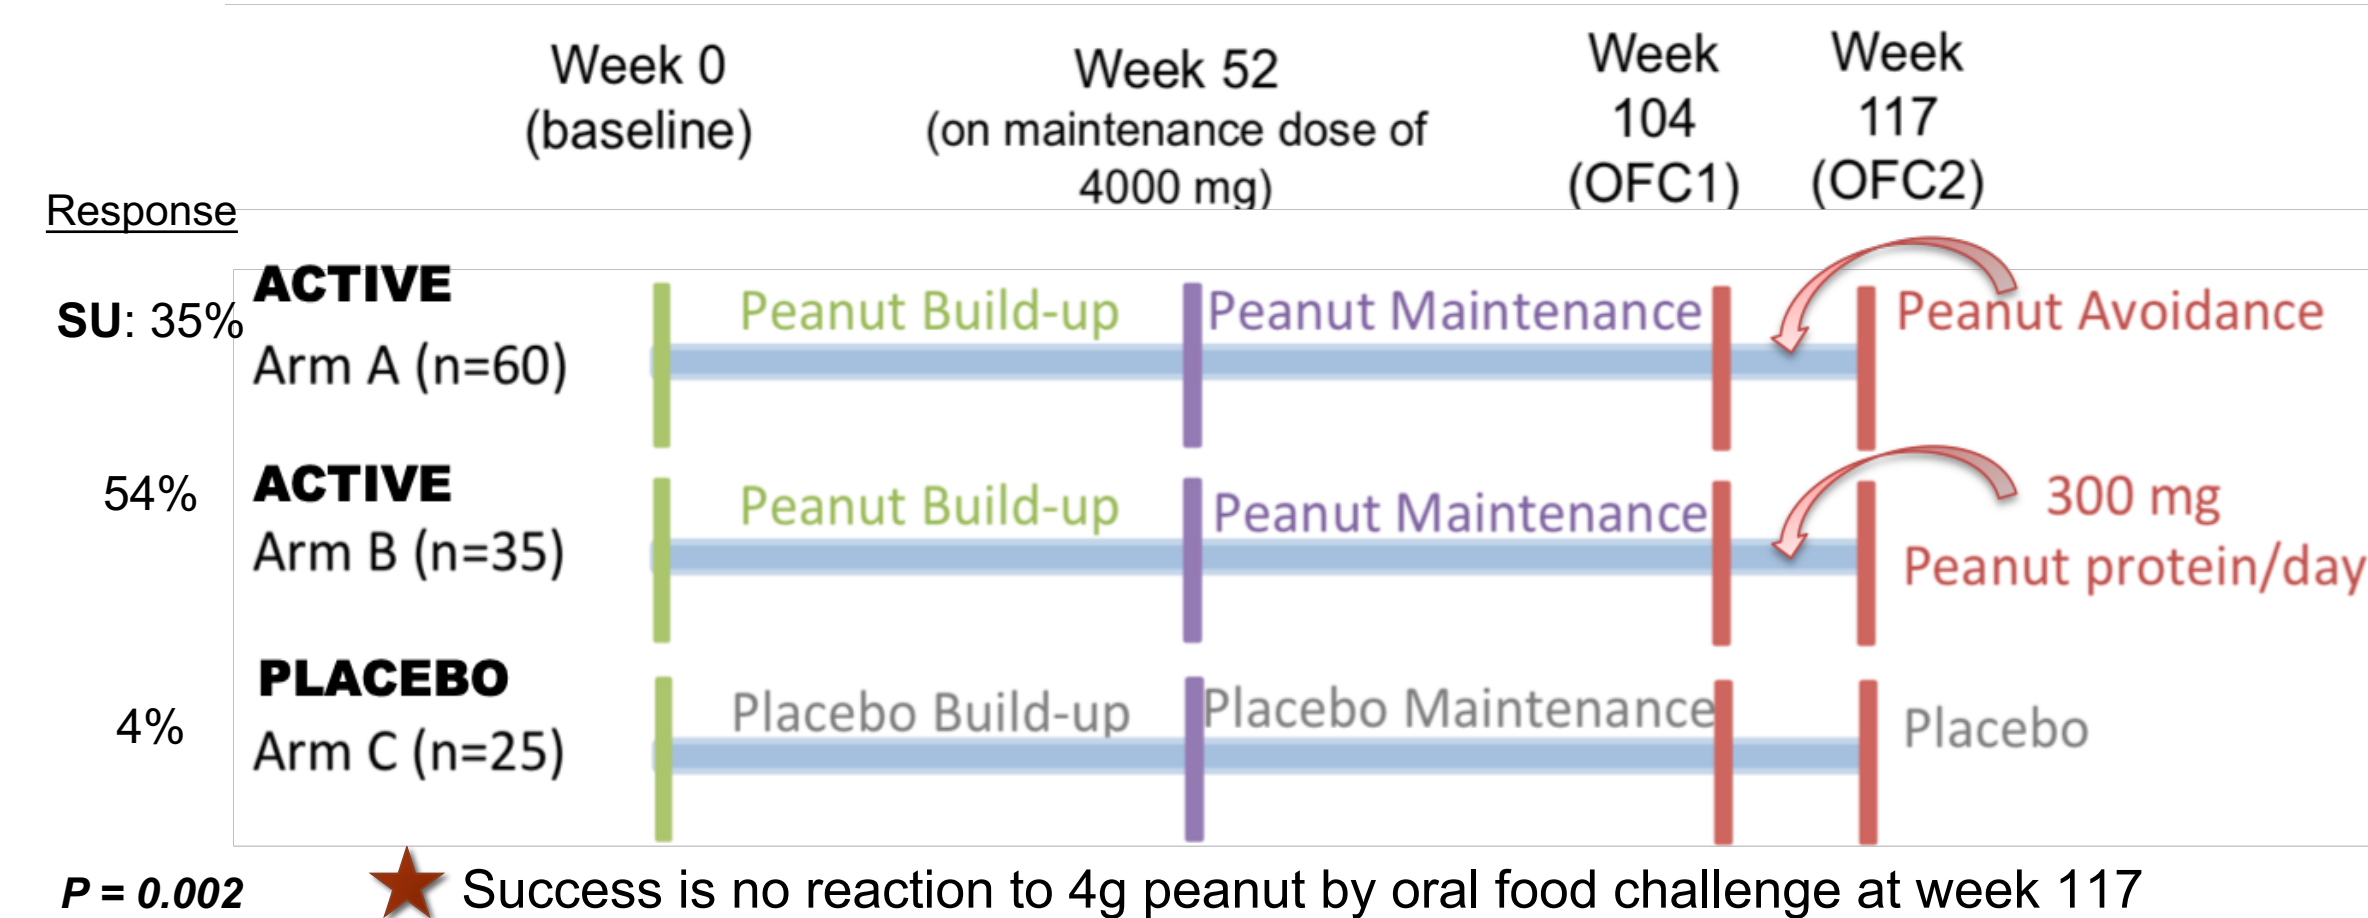 Week 0
(baseline)
Week 52
(on maintenance dose of
4000 mg)
Week
104
(OFC1)
Week
117
(OFC2)
Response
SU: 35%
ACTIVE
Arm A (n=60)
Peanut Build-up
Peanut Maintenance
Peanut Avoidance
54%
ACTIVE
Arm B (n=35)
Peanut Build-up
Peanut Maintenance
300 mg
Peanut protein/day
4%
PLACEBO
Arm C (n=25)
Placebo Build-up
Placebo Maintenance
Placebo
P = 0.002
Success is no reaction to 4g peanut by oral food challenge at week 117